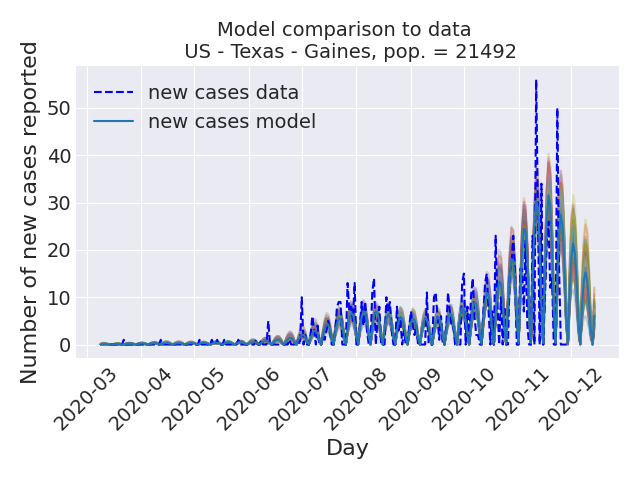 Model comparison to data
US - Texas - Gaines, pop. = 21492
Number of new cases reported
new cases data
new cases model
50
40
30
20
10
0
2020-03
2020-04
2020-05
2020-06
2020-07
2020-08
2020-09
2020-10
2020-11
2020-12
Day